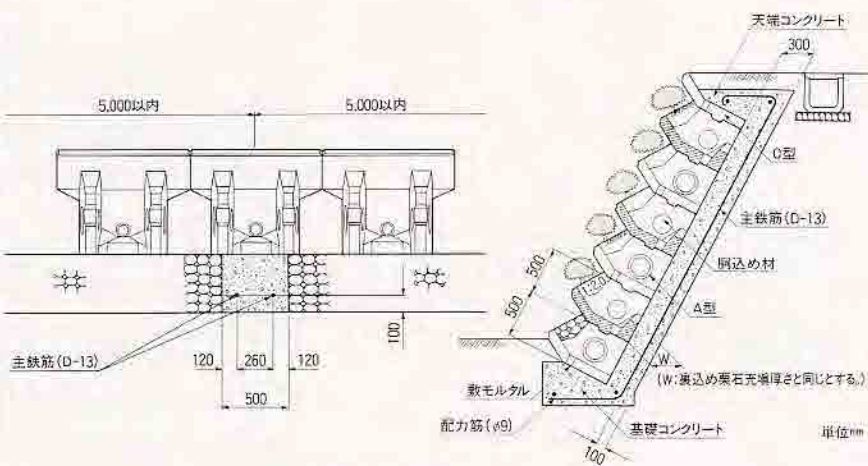 5,000以内
5,000以内
主鉄筋(D-13)
120
260
120
500
100
天端コンクリート
300
C型
主鉄筋(D-13)
胴込め材
500
500
1:2.0
A型
W
(W:裏込め栗石充填厚さと同じとする。)
敷モルタル
配力筋(φ9)
基礎コンクリート
100
単位mm